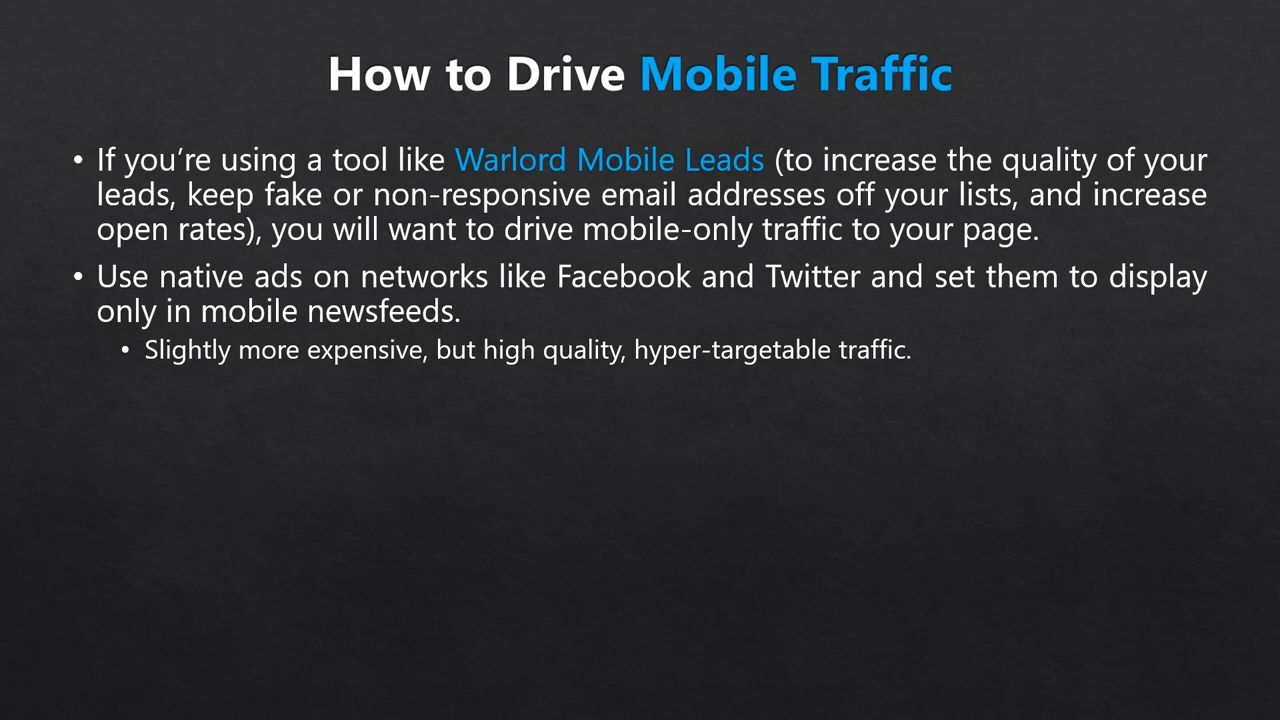 How to Drive Mobile Traffic
• If you’re using a tool like Warlord Mobile Leads (to increase the quality of your
leads, keep fake or non-responsive email addresses off your lists, and increase
open rates), you will want to drive mobile-only traffic to your page.
• Use native ads on networks like Facebook and Twitter and set them to display
only in mobile newsfeeds.
• Slightly more expensive, but high quality, hyper-targetable traffic.